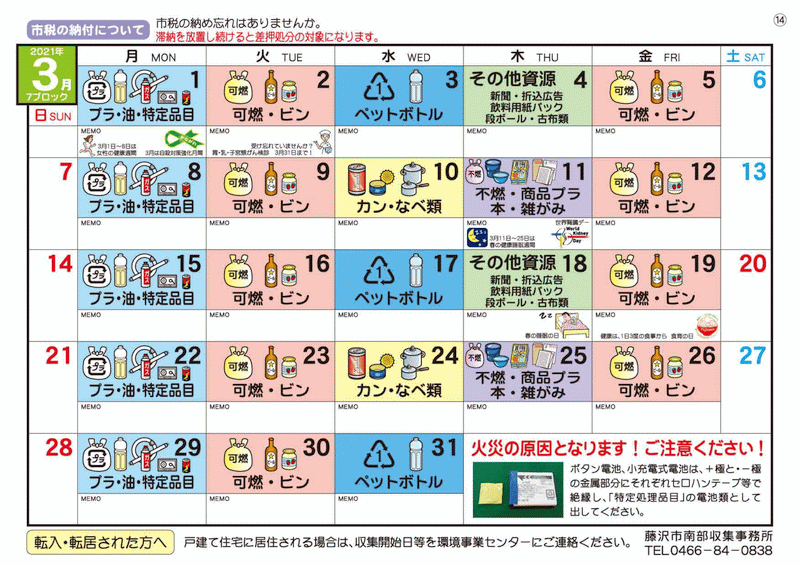 市税の納付について
市税の納め忘れはありませんか。
滞納を放置し続けると差押処分の対象になります。
⑭
2021年
3月
7ブロック
日SUN
月 MON
火 TUE
水 WED
木 THU
金 FRI
土 SAT
1
プラ・油・特定品目
2
可燃
可燃・ビン
3
1
ペットボトル
その他資源 4
新聞・折込広告
飲料用紙パック
段ボール・古布類
5
可燃
可燃・ビン
6
MEMO
3月1日~8日は
女性の健康週間
3月は自殺対策強化月間
MEMO
受け忘れていませんか?
胃・乳・子宮頸がん検診 3月31日まで!
MEMO
MEMO
MEMO
7
8
プラ・油・特定品目
9
可燃
可燃・ビン
10
カン・なべ類
11
不燃
不燃・商品プラ
本・雑がみ
12
可燃
可燃・ビン
13
MEMO
MEMO
MEMO
MEMO
3月11日~25日は
春の健康睡眠週間
世界腎臓デー
World Kidney Day
MEMO
14
15
プラ・油・特定品目
16
可燃
可燃・ビン
17
1
ペットボトル
その他資源 18
新聞・折込広告
飲料用紙パック
段ボール・古布類
19
可燃
可燃・ビン
20
MEMO
MEMO
MEMO
MEMO
春の睡眠の日
MEMO
健康は、1日3度の食事から 食育の日
21
22
プラ・油・特定品目
23
可燃
可燃・ビン
24
カン・なべ類
25
不燃
不燃・商品プラ
本・雑がみ
26
可燃
可燃・ビン
27
MEMO
MEMO
MEMO
MEMO
MEMO
28
29
プラ・油・特定品目
30
可燃
可燃・ビン
31
1
ペットボトル
MEMO
MEMO
MEMO
火災の原因となります!ご注意ください!
ボタン電池、小充電式電池は、+極と・-極
の金属部分にそれぞれセロハンテープ等で
絶縁し、「特定処理品目」の電池類として
出してください。
転入・転居された方へ
戸建て住宅に居住される場合は、収集開始日等を環境事業センターにご連絡ください。
藤沢市南部収集事務所
TEL0466-84-0838